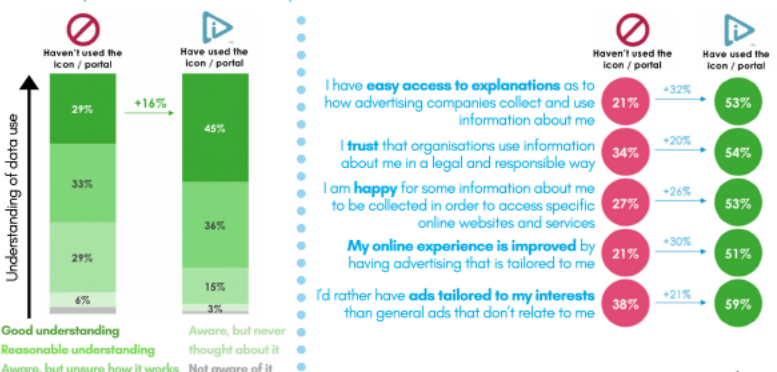 Haven't used the
icon / portal
Have used the
icon / portal
Understanding of data use
29%
33%
29%
6%
+16%
45%
36%
15%
3%
Good understanding
Reasonable understanding
Aware, but unsure how it works
Aware, but never
thought about it
Not aware of it
Haven't used the
icon / portal
Have used the
icon / portal
I have easy access to explanations as to
how advertising companies collect and use
information about me
21%
+32%
53%
I trust that organisations use information
about me in a legal and responsible way
34%
+20%
54%
I am happy for some information about me
to be collected in order to access specific
online websites and services
27%
+26%
53%
My online experience is improved by
having advertising that is tailored to me
21%
+30%
51%
I'd rather have ads tailored to my interests
than general ads that don't relate to me
38%
+21%
59%